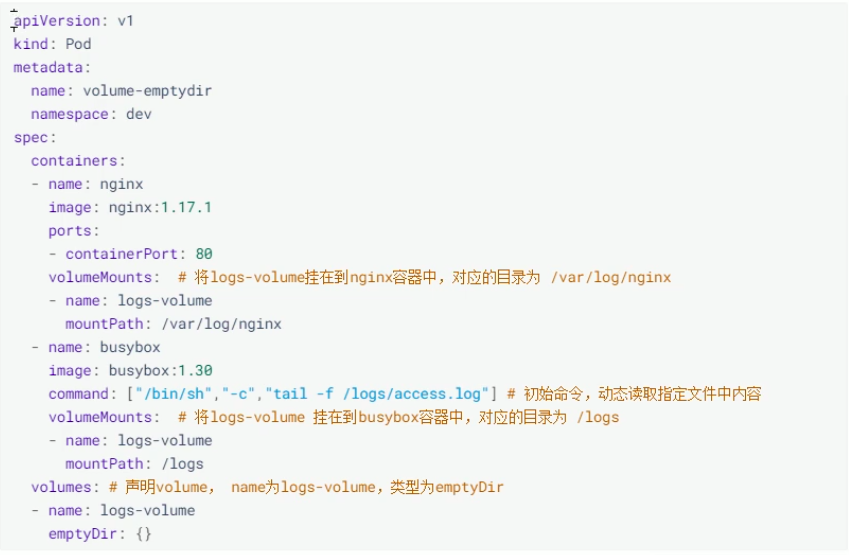 apiVersion: v1
kind: Pod
metadata:
  name: volume-emptydir
  namespace: dev
spec:
  containers:
  - name: nginx
    image: nginx:1.17.1
    ports:
    - containerPort: 80
    volumeMounts:  # 将logs-volume挂在到nginx容器中，对应的目录为 /var/log/nginx
    - name: logs-volume
      mountPath: /var/log/nginx
  - name: busybox
    image: busybox:1.30
    command: ["/bin/sh","-c","tail -f /logs/access.log"] # 初始命令，动态读取指定文件中内容
    volumeMounts:  # 将logs-volume 挂在到busybox容器中，对应的目录为 /logs
    - name: logs-volume
      mountPath: /logs
  volumes: # 声明volume， name为logs-volume，类型为emptyDir
  - name: logs-volume
    emptyDir: {}